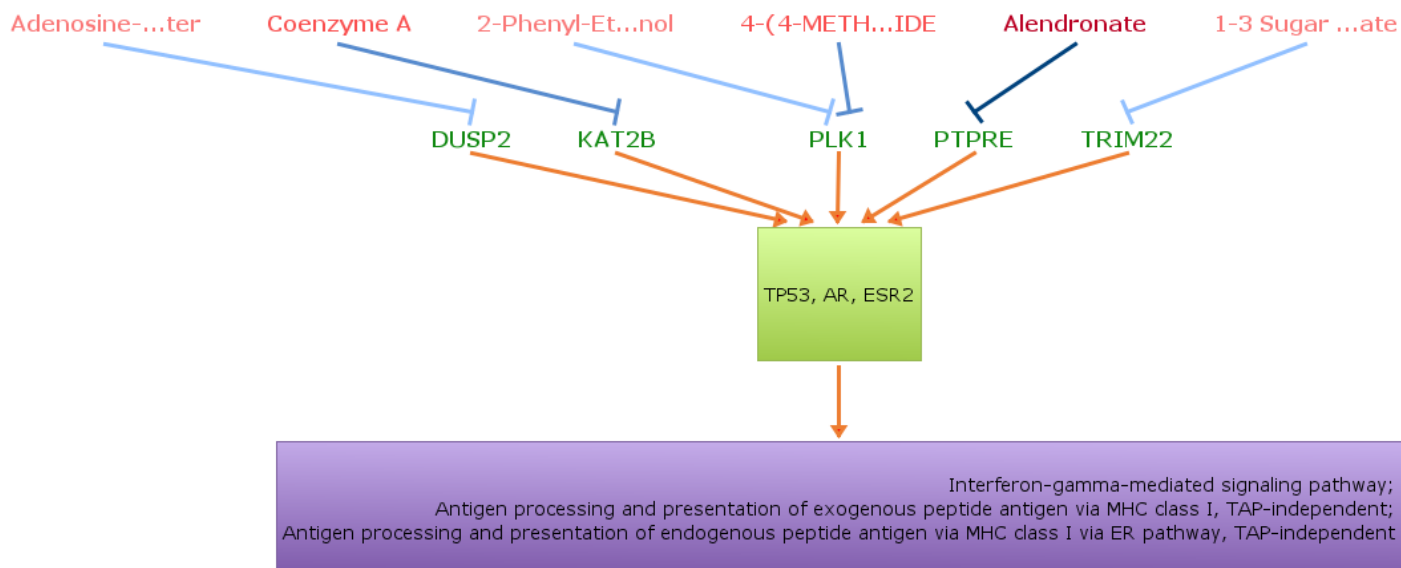 Adenosine-...ter Coenzyme A 2-Phenyl-Et...nol 4-(4-METH...IDE Alendronate 1-3 Sugar ...ate
DUSP2 KAT2B PLK1 PTPRE TRIM22
TP53, AR, ESR2
Interferon-gamma-mediated signaling pathway;
Antigen processing and presentation of exogenous peptide antigen via MHC class I, TAP-independent;
Antigen processing and presentation of endogenous peptide antigen via MHC class I via ER pathway, TAP-independent